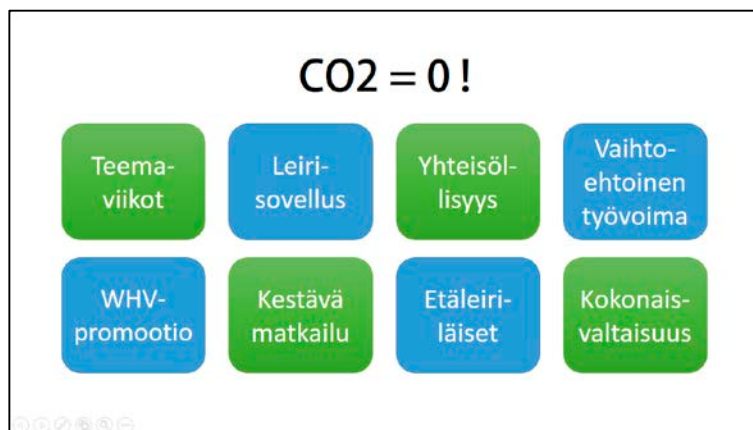 CO2 = 0 !
Teema-
viikot
Leiri-
sovellus
Yhteisöl-
lisyys
Vaihto-
ehtoinen
työvoima
WHV-
promootio
Kestävä
matkailu
Etäleiri-
läiset
Kokonais-
valtaisuus